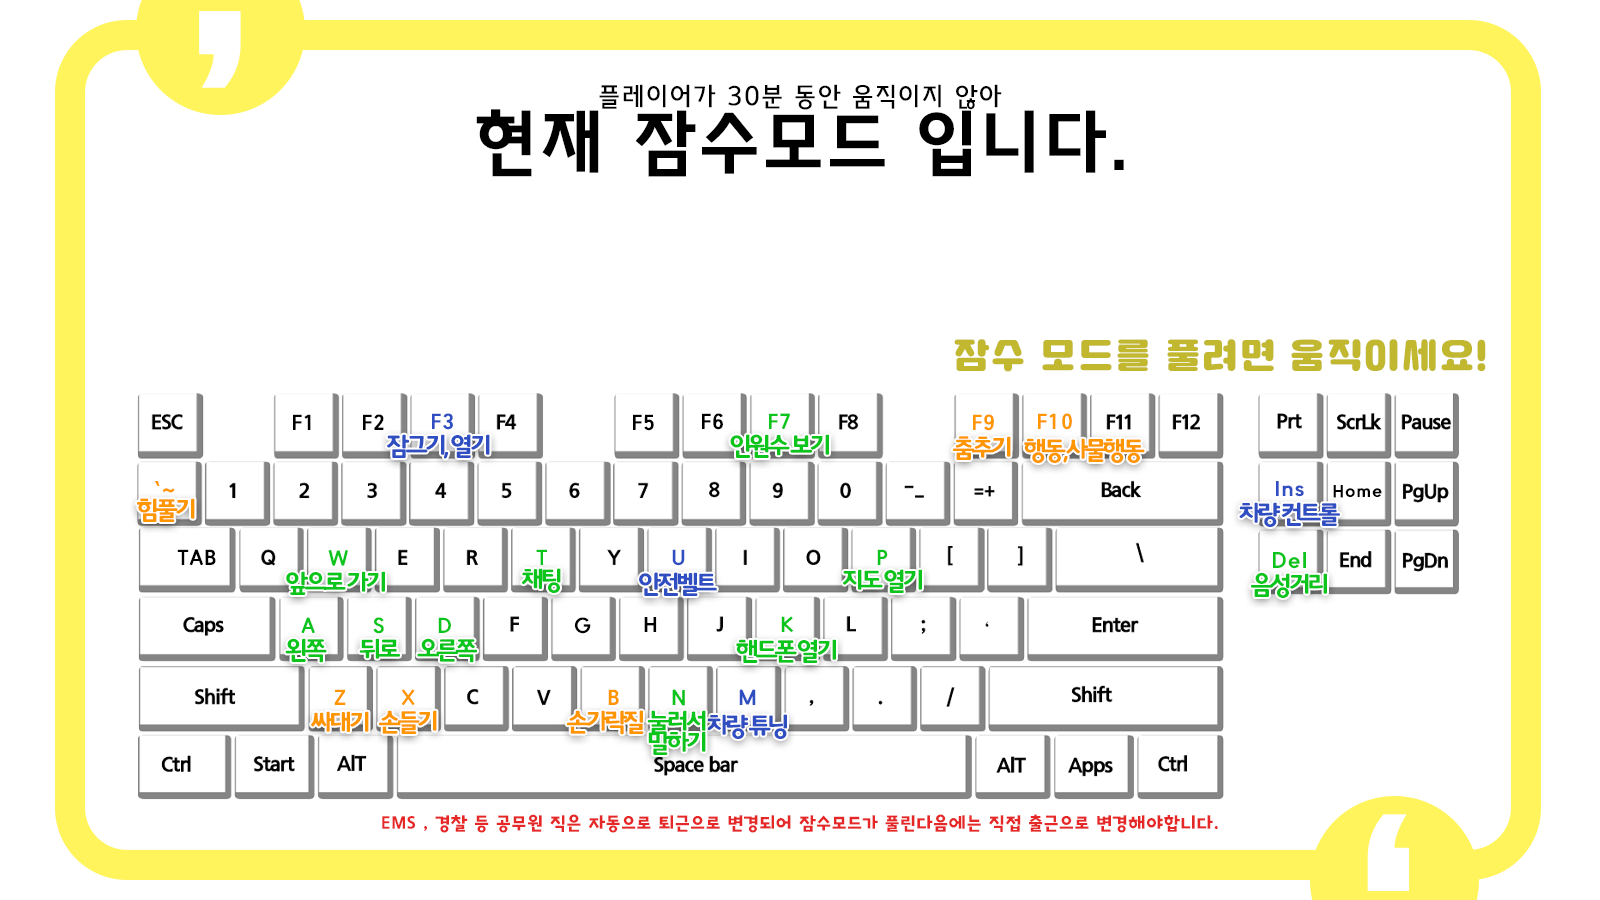 플레이어가 30분 동안 움직이지 않아
현재 잠수모드 입니다.
잠수 모드를 풀려면 움직이세요!
ESC F1 F2 F3 F4 F5 F6 F7 F8 F9 F10 F11 F12 Prt ScrLk Pause
잠그기, 열기 인원수 보기 춤추기 행동,사물행동
`~ 1 2 3 4 5 6 7 8 9 0 -_ =+ Back Ins Home PgUp
힘풀기 차량 컨트롤
TAB Q W E R T Y U I O P [ ] \ Del End PgDn
앞으로 가기 채팅 안전벨트 지도 열기 음성거리
Caps A S D F G H J K L ; ' Enter
왼쪽 뒤로 오른쪽 핸드폰 열기
Shift Z X C V B N M , . / Shift
싸대기 손들기 손가락질 눌러서 차량 튜닝
말하기
Ctrl Start AlT Space bar AlT Apps Ctrl
EMS , 경찰 등 공무원 직은 자동으로 퇴근으로 변경되어 잠수모드가 풀린다음에는 직접 출근으로 변경해야합니다.